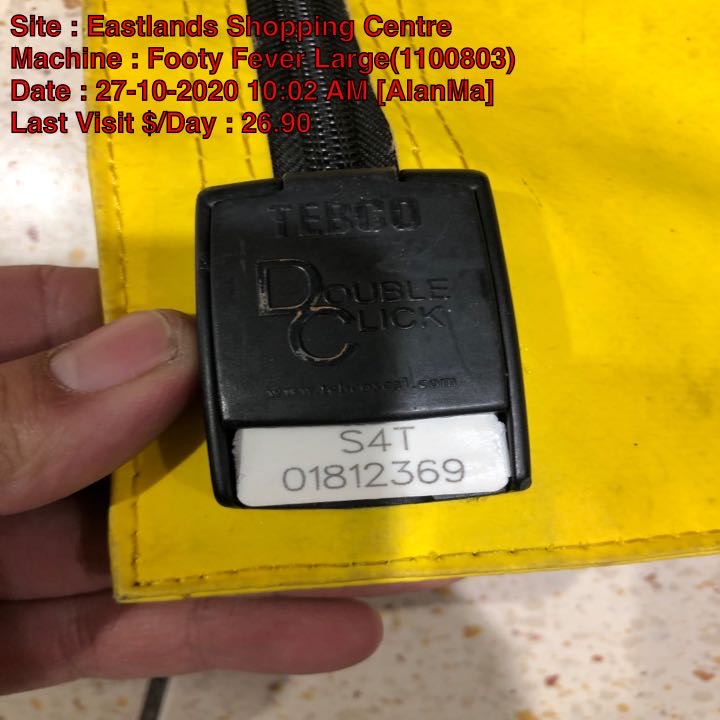 Site : Eastlands Shopping Centre
Machine : Footy Fever Large(1100803)
Date : 27-10-2020 10:02 AM [AlanMa]
Last Visit $/Day : 26.90
TEBCO
DOUBLE
CLICK
S4T
01812369